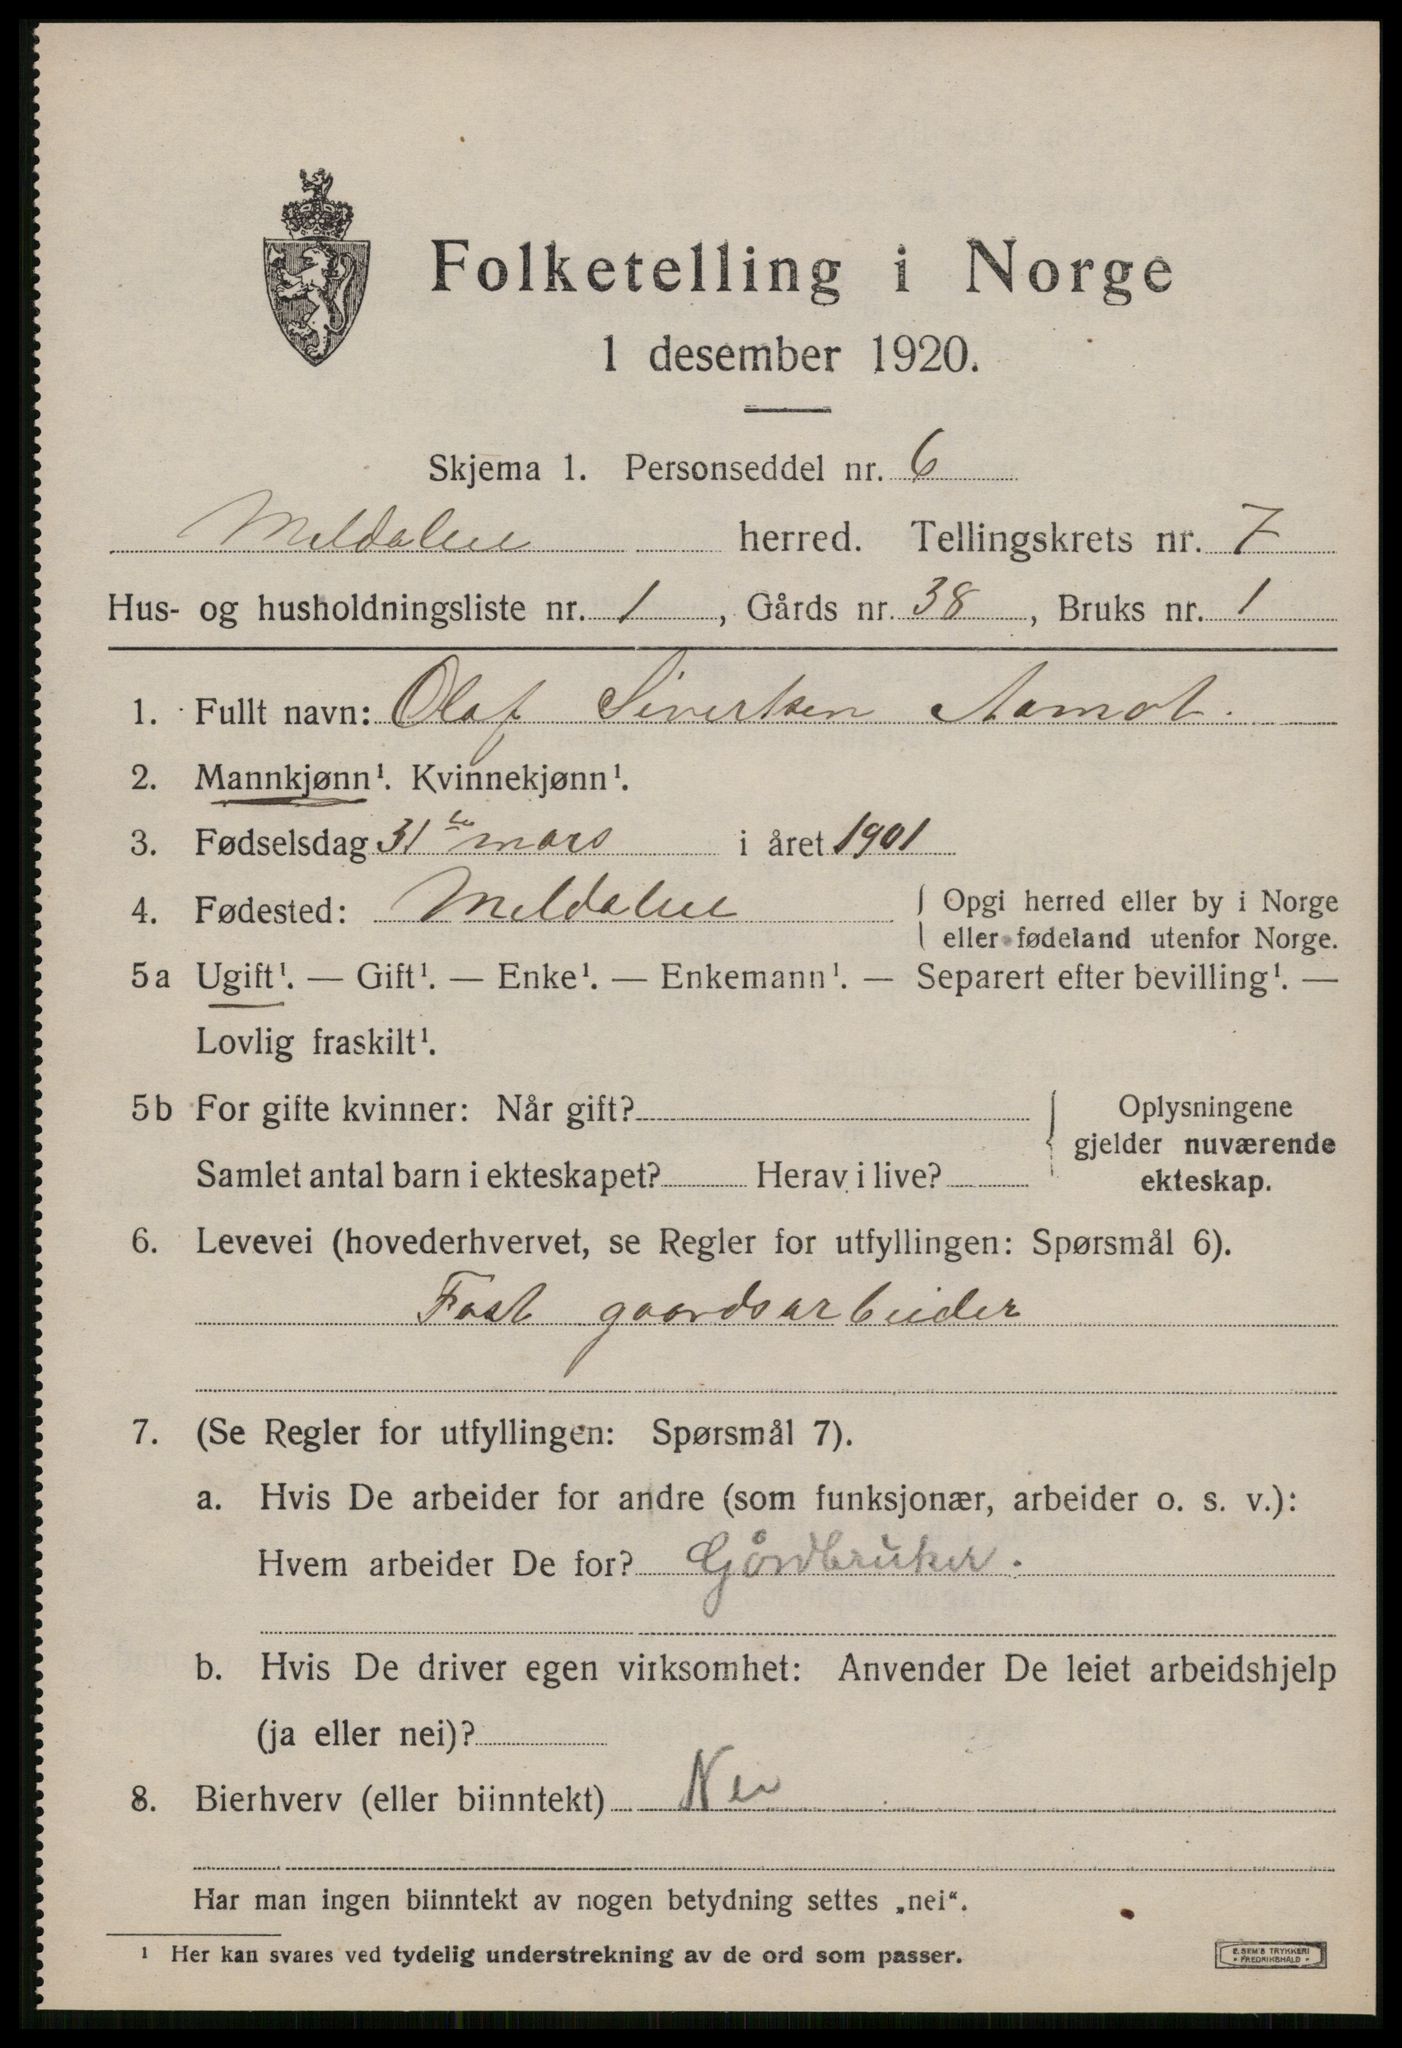 Folketelling i Norge
1 desember 1920.
Skjema 1. Personseddel nr. 6
Meldalen herred. Tellingskrets nr. 7
Hus- og husholdningsliste nr. 1, Gårds nr. 38, Bruks nr. 1
1. Fullt navn: Olaf Sivertsen Aamot.
2. Mannkjønn¹. Kvinnekjønn¹.
3. Fødselsdag 31te mars i året 1901
4. Fødested: Meldalen { Opgi herred eller by i Norge
eller fødeland utenfor Norge.
5a Ugift¹. — Gift¹. — Enke¹. — Enkemann¹. — Separert efter bevilling¹. —
Lovlig fraskilt¹.
5b For gifte kvinner: Når gift? { Oplysningene
gjelder nuværende
Samlet antal barn i ekteskapet? Herav i live? ekteskap.
6. Levevei (hovederhvervet, se Regler for utfyllingen: Spørsmål 6).
Fast gaardsarbeider
7. (Se Regler for utfyllingen: Spørsmål 7).
a. Hvis De arbeider for andre (som funksjonær, arbeider o. s. v.):
Hvem arbeider De for? Gårdbruker.
b. Hvis De driver egen virksomhet: Anvender De leiet arbeidshjelp
(ja eller nei)?
8. Bierhverv (eller biinntekt) Nei
Har man ingen biinntekt av nogen betydning settes „nei“.
¹ Her kan svares ved tydelig understrekning av de ord som passer.
E. SEM'S TRYKKERI
• FREDRIKSHALD •